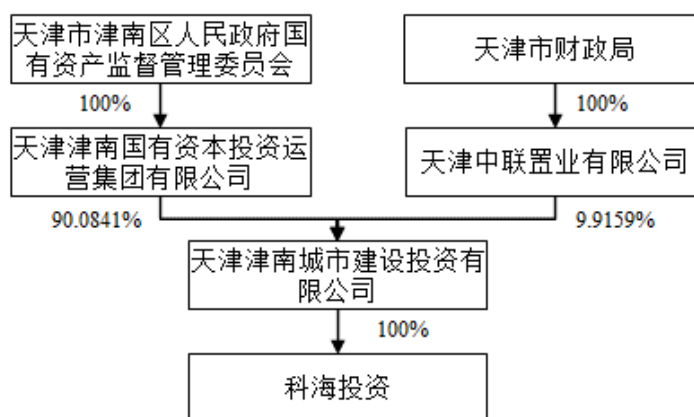 天津市津南区人民政府国
有资产监督管理委员会
天津市财政局
100%
100%
天津津南国有资本投资运
营集团有限公司
天津中联置业有限公司
90.0841%
9.9159%
天津津南城市建设投资有
限公司
100%
科海投资